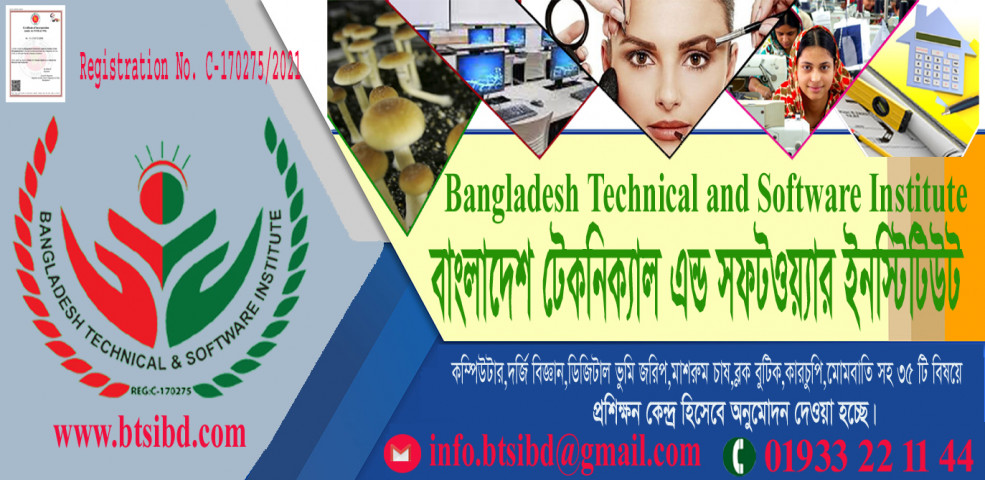 Registration No. C-170275/2021
BANGLADESH TECHNICAL & SOFTWARE INSTITUTE
REG:C-170275
www.btsibd.com
Bangladesh Technical and Software Institute
বাংলাদেশ টেকনিক্যাল এন্ড সফটওয়্যার ইনস্টিটিউট
কম্পিউটার,দর্জি বিজ্ঞান,ডিজিটাল ভুমি জরিপ,মাশরুম চাষ,ব্লক বুটিক,কারচুপি,মোমবাতি সহ ৩৫ টি বিষয়ে
প্রশিক্ষন কেন্দ্র হিসেবে অনুমোদন দেওয়া হচ্ছে।
info.btsibd@gmail.com 01933 22 11 44